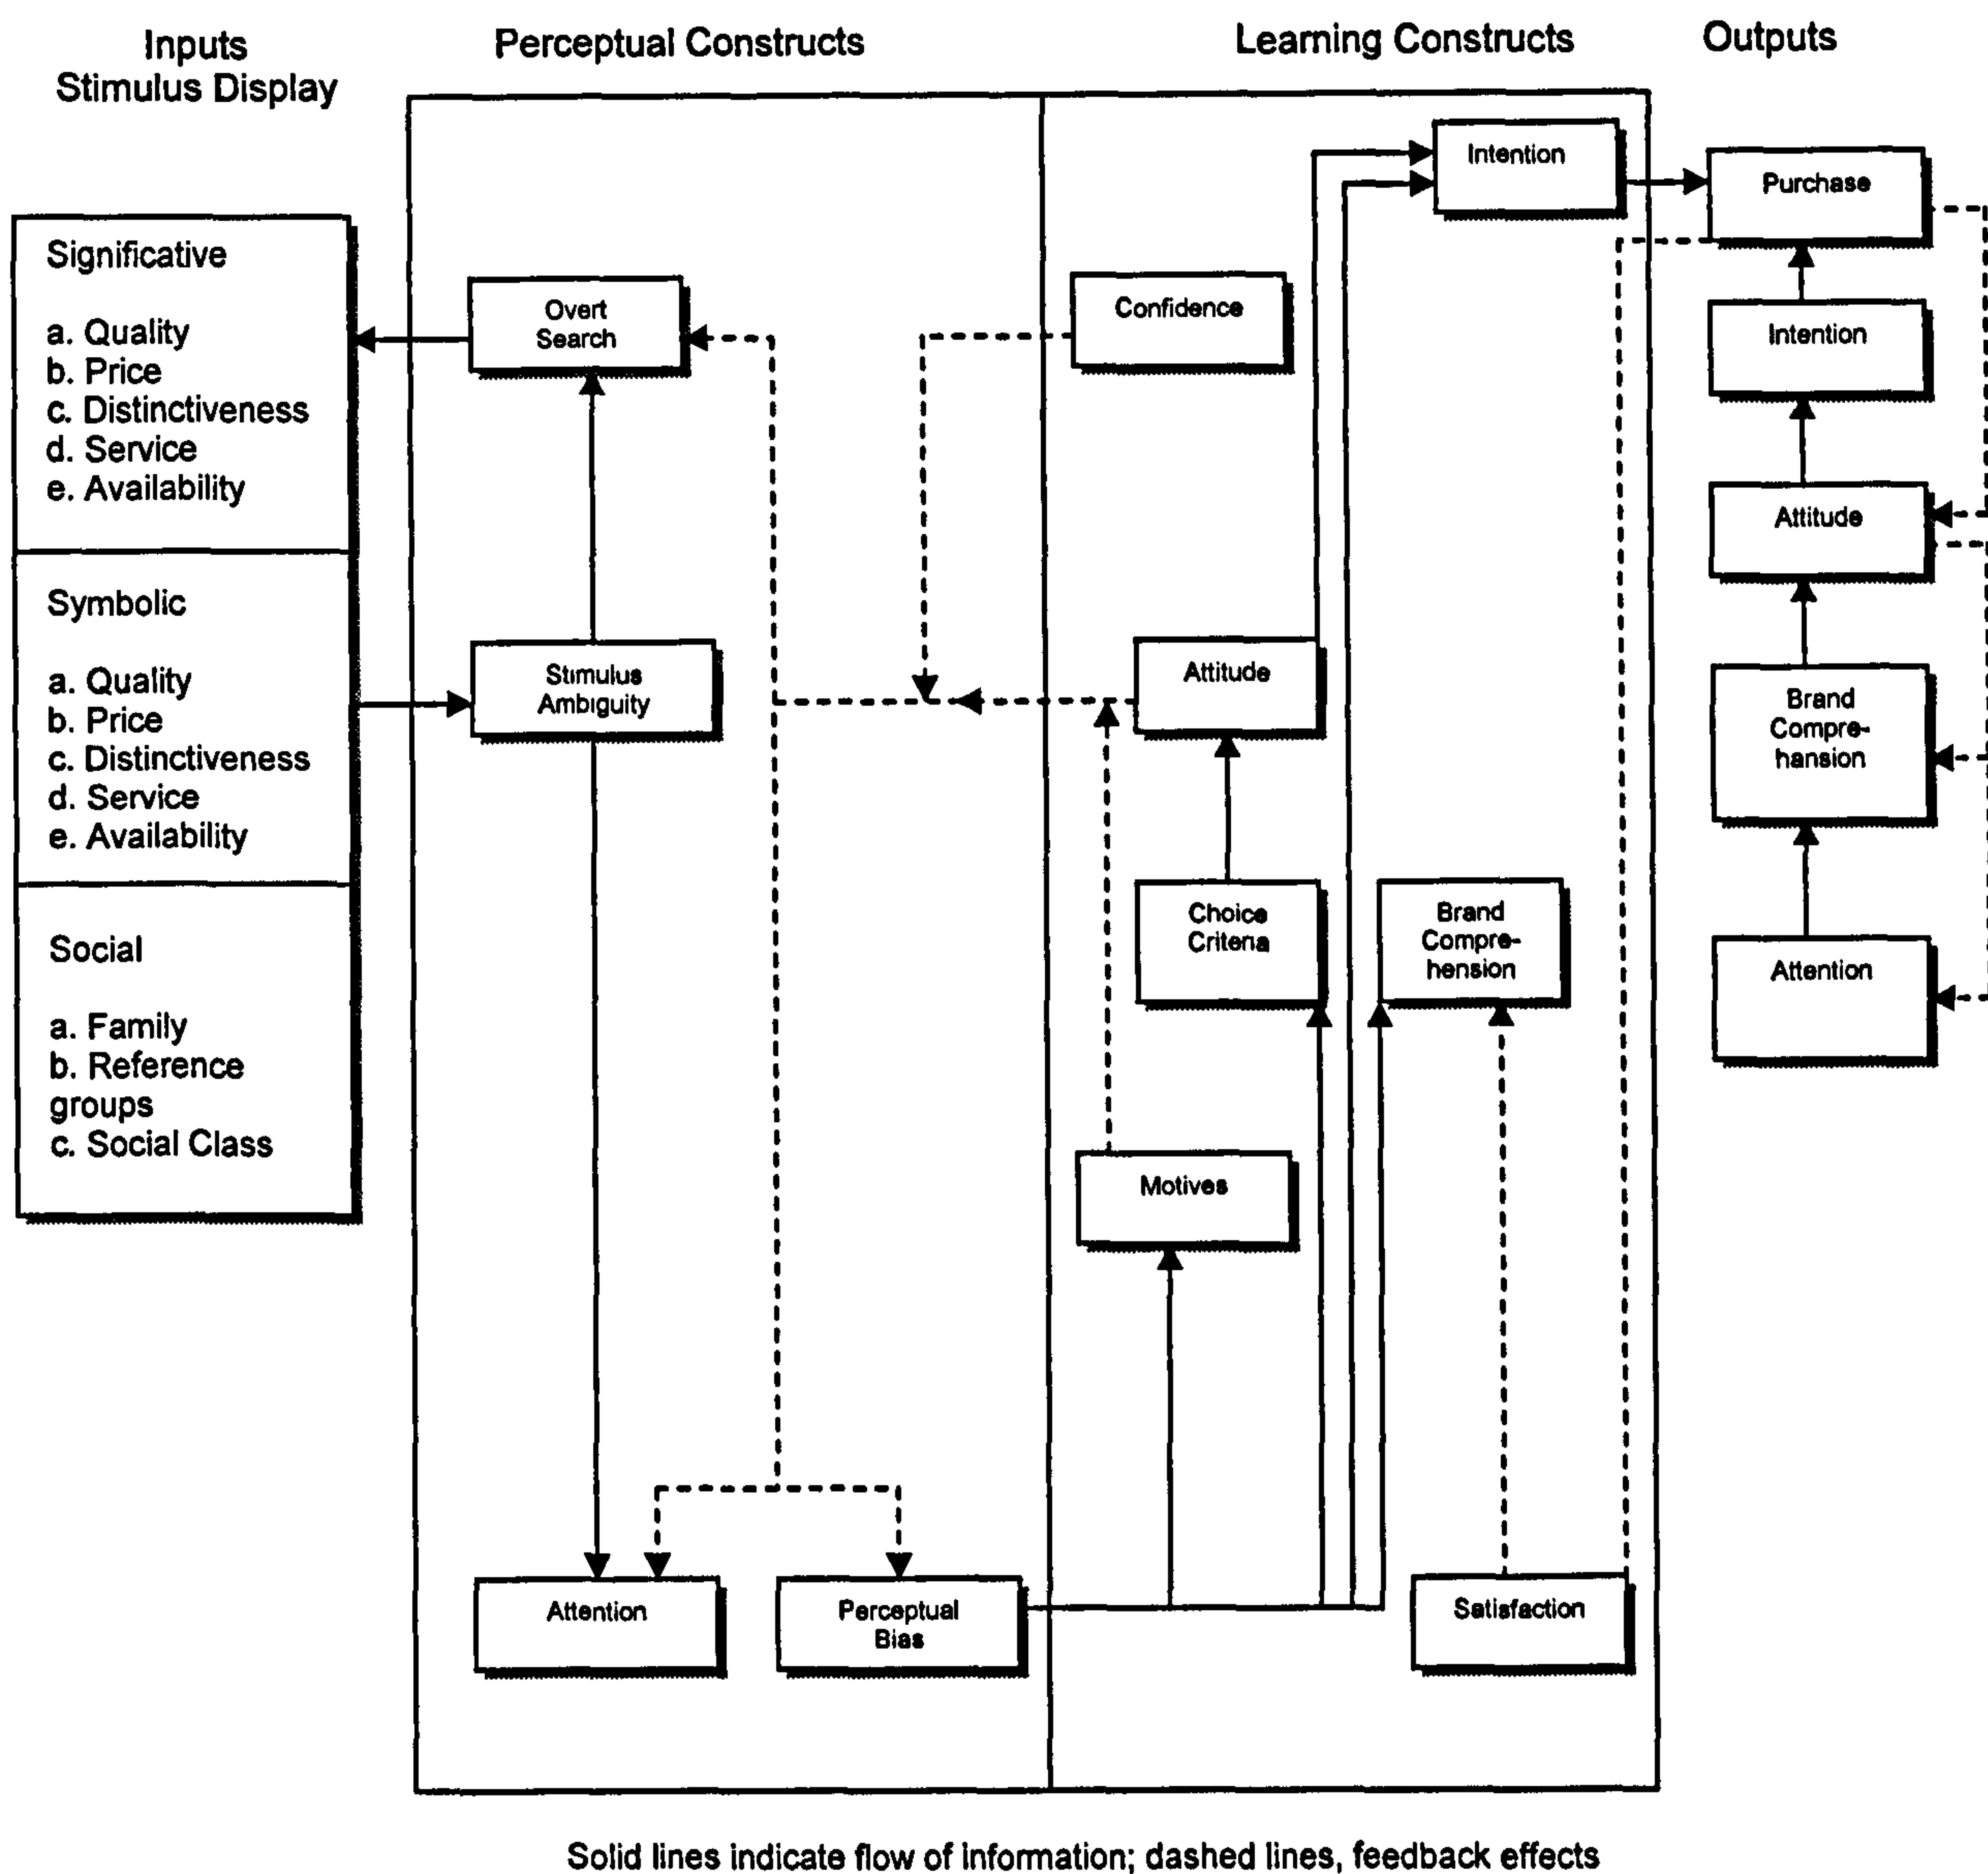 Inputs
Stimulus Display
Perceptual Constructs
Learning Constructs
Outputs
Significative
a. Quality
b. Price
c. Distinctiveness
d. Service
e. Availability
Symbolic
a. Quality
b. Price
c. Distinctiveness
d. Service
e. Availability
Social
a. Family
b. Reference
groups
c. Social Class
Overt
Search
Stimulus
Ambiguity
Attention
Perceptual
Bias
Intention
Confidence
Attitude
Choice
Criteria
Brand
Compre-
hension
Motives
Satisfaction
Purchase
Intention
Attitude
Brand
Compre-
hansion
Attention
Solid lines indicate flow of information; dashed lines, feedback effects